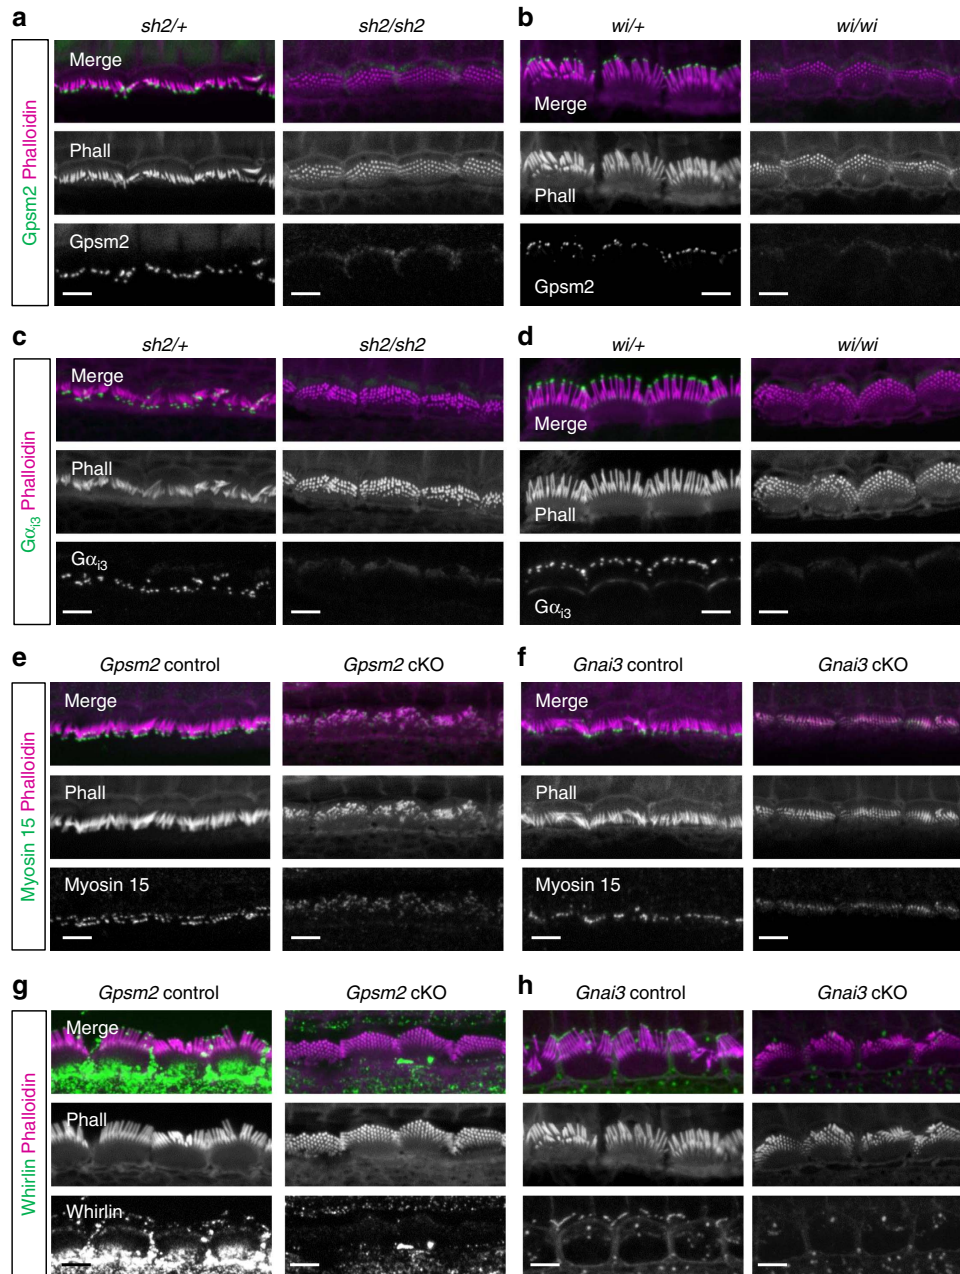 a
sh2/+
sh2/sh2
Gpsm2 Phalloidin
Merge
Phall
Gpsm2
b
wi/+
wi/wi
Merge
Phall
Gpsm2
c
sh2/+
sh2/sh2
Gαi3 Phalloidin
Merge
Phall
Gαi3
d
wi/+
wi/wi
Merge
Phall
Gαi3
e
Gpsm2 control
Gpsm2 cKO
Myosin 15 Phalloidin
Merge
Phall
Myosin 15
f
Gnai3 control
Gnai3 cKO
Merge
Phall
Myosin 15
g
Gpsm2 control
Gpsm2 cKO
Whirlin Phalloidin
Merge
Phall
Whirlin
h
Gnai3 control
Gnai3 cKO